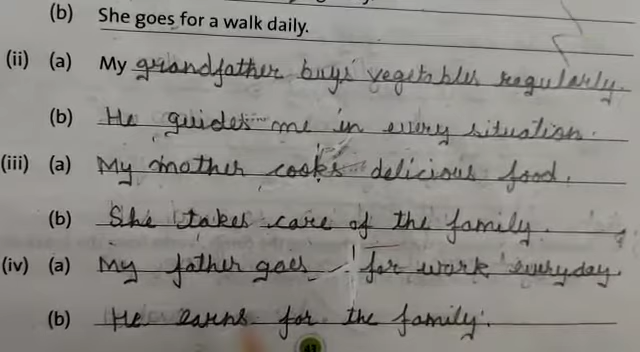 (b) She goes for a walk daily.
(ii) (a) My grandfather buys vegetables regularly.
(b) He guides me in every situation.
(iii) (a) My mother cooks delicious food.
(b) She takes care of the family.
(iv) (a) My father goes for work everyday.
(b) He earns for the family.
41